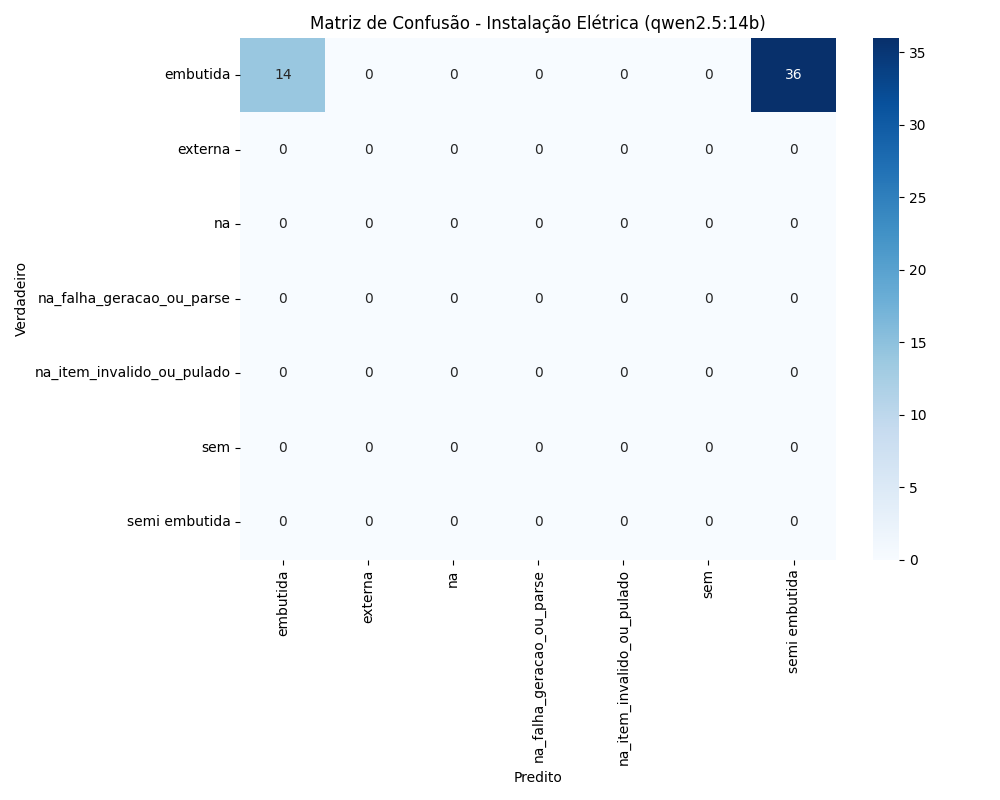 Matriz de Confusão - Instalação Elétrica (qwen2.5:14b)
Verdadeiro
embutida 14 0 0 0 0 0 36
externa 0 0 0 0 0 0 0
na 0 0 0 0 0 0 0
na_falha_geracao_ou_parse 0 0 0 0 0 0 0
na_item_invalido_ou_pulado 0 0 0 0 0 0 0
sem 0 0 0 0 0 0 0
semi embutida 0 0 0 0 0 0 0
embutida
externa
na
na_falha_geracao_ou_parse
na_item_invalido_ou_pulado
sem
semi embutida
Predito
35
30
25
20
15
10
5
0